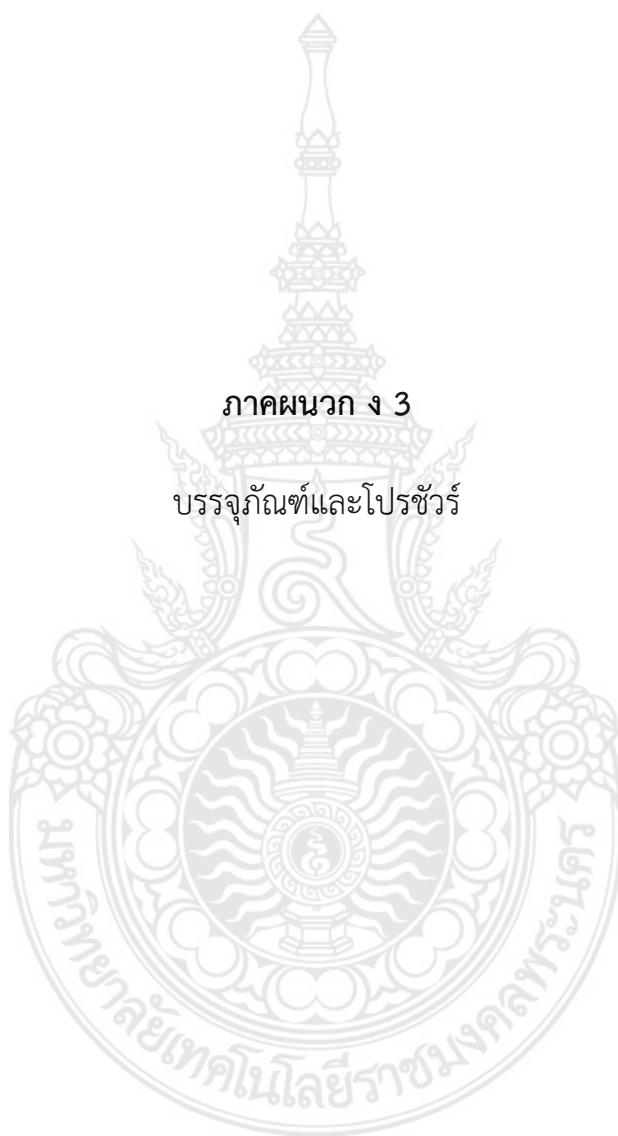 ภาคผนวก ง 3
บรรจุภัณฑ์และโปรชัวร์
มหาวิทยาลัยเทคโนโลยีราชมงคลพระนคร